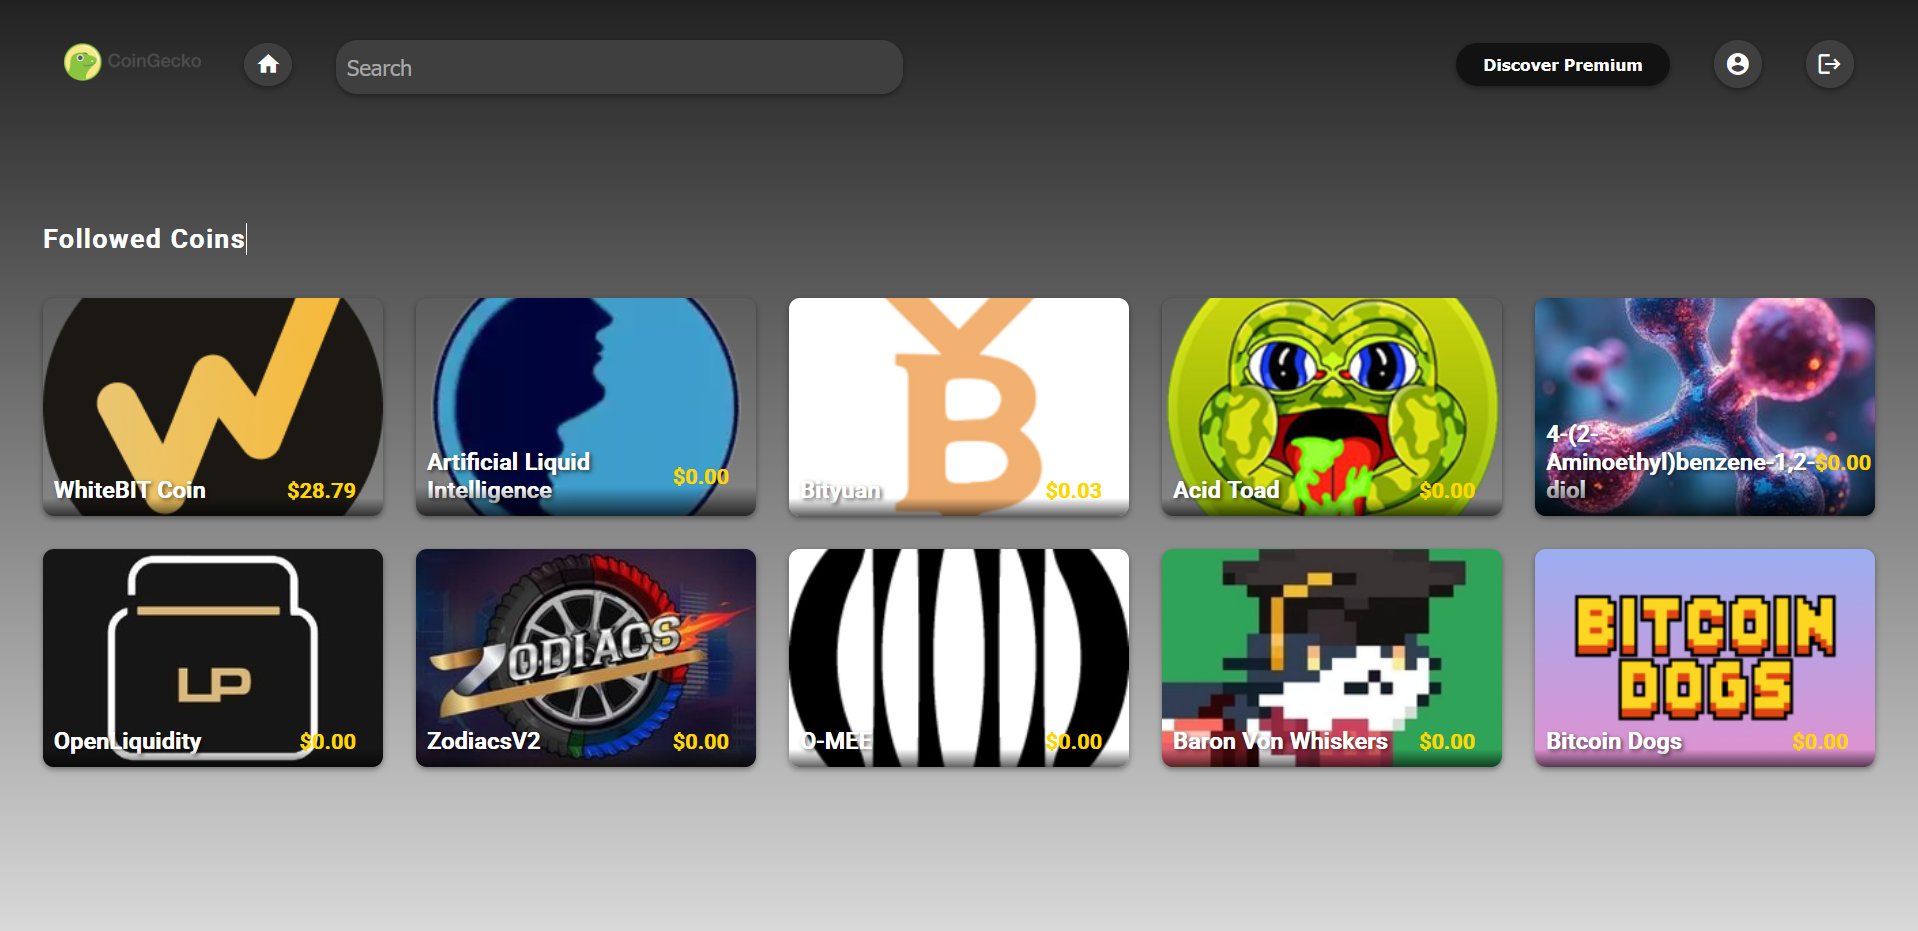 CoinGecko
Search
Discover Premium
Followed Coins
WhiteBIT Coin $28.79
Artificial Liquid
Intelligence
$0.00
B
Bityuan $0.03
Acid Toad $0.00
4-(2-
Aminoethyl)benzene-1,2-
diol
$0.00
LP
OpenLiquidity $0.00
ZODIACS
ZodiacsV2 $0.00
O-MEE $0.00
Baron Von Whiskers $0.00
BITCOIN
DOGS
Bitcoin Dogs $0.00